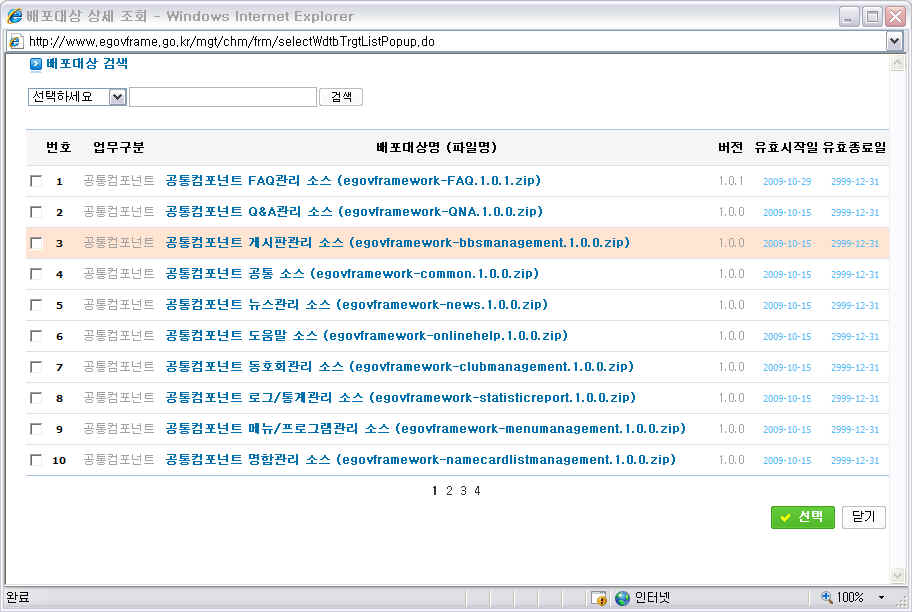 배포대상 상세 조회 - Windows Internet Explorer
http://www.egovframe.go.kr/mgt/chm/frm/selectWdtbTrgtListPopup.do
배포대상 검색
선택하세요 검색
번호 업무구분 배포대상명 (파일명) 버전 유효시작일 유효종료일
1 공통컴포넌트 공통컴포넌트 FAQ관리 소스 (egovframework-FAQ.1.0.1.zip) 1.0.1 2009-10-29 2999-12-31
2 공통컴포넌트 공통컴포넌트 Q&A관리 소스 (egovframework-QNA.1.0.0.zip) 1.0.0 2009-10-15 2999-12-31
3 공통컴포넌트 공통컴포넌트 게시판관리 소스 (egovframework-bbsmanagement.1.0.0.zip) 1.0.0 2009-10-15 2999-12-31
4 공통컴포넌트 공통컴포넌트 공통 소스 (egovframework-common.1.0.0.zip) 1.0.0 2009-10-15 2999-12-31
5 공통컴포넌트 공통컴포넌트 뉴스관리 소스 (egovframework-news.1.0.0.zip) 1.0.0 2009-10-15 2999-12-31
6 공통컴포넌트 공통컴포넌트 도움말 소스 (egovframework-onlinehelp.1.0.0.zip) 1.0.0 2009-10-15 2999-12-31
7 공통컴포넌트 공통컴포넌트 동호회관리 소스 (egovframework-clubmanagement.1.0.0.zip) 1.0.0 2009-10-15 2999-12-31
8 공통컴포넌트 공통컴포넌트 로그/통계관리 소스 (egovframework-statisticreport.1.0.0.zip) 1.0.0 2009-10-15 2999-12-31
9 공통컴포넌트 공통컴포넌트 메뉴/프로그램관리 소스 (egovframework-menumanagement.1.0.0.zip) 1.0.0 2009-10-15 2999-12-31
10 공통컴포넌트 공통컴포넌트 명함관리 소스 (egovframework-namecardlistmanagement.1.0.0.zip) 1.0.0 2009-10-15 2999-12-31
1 2 3 4
선택 닫기
완료 인터넷 100%